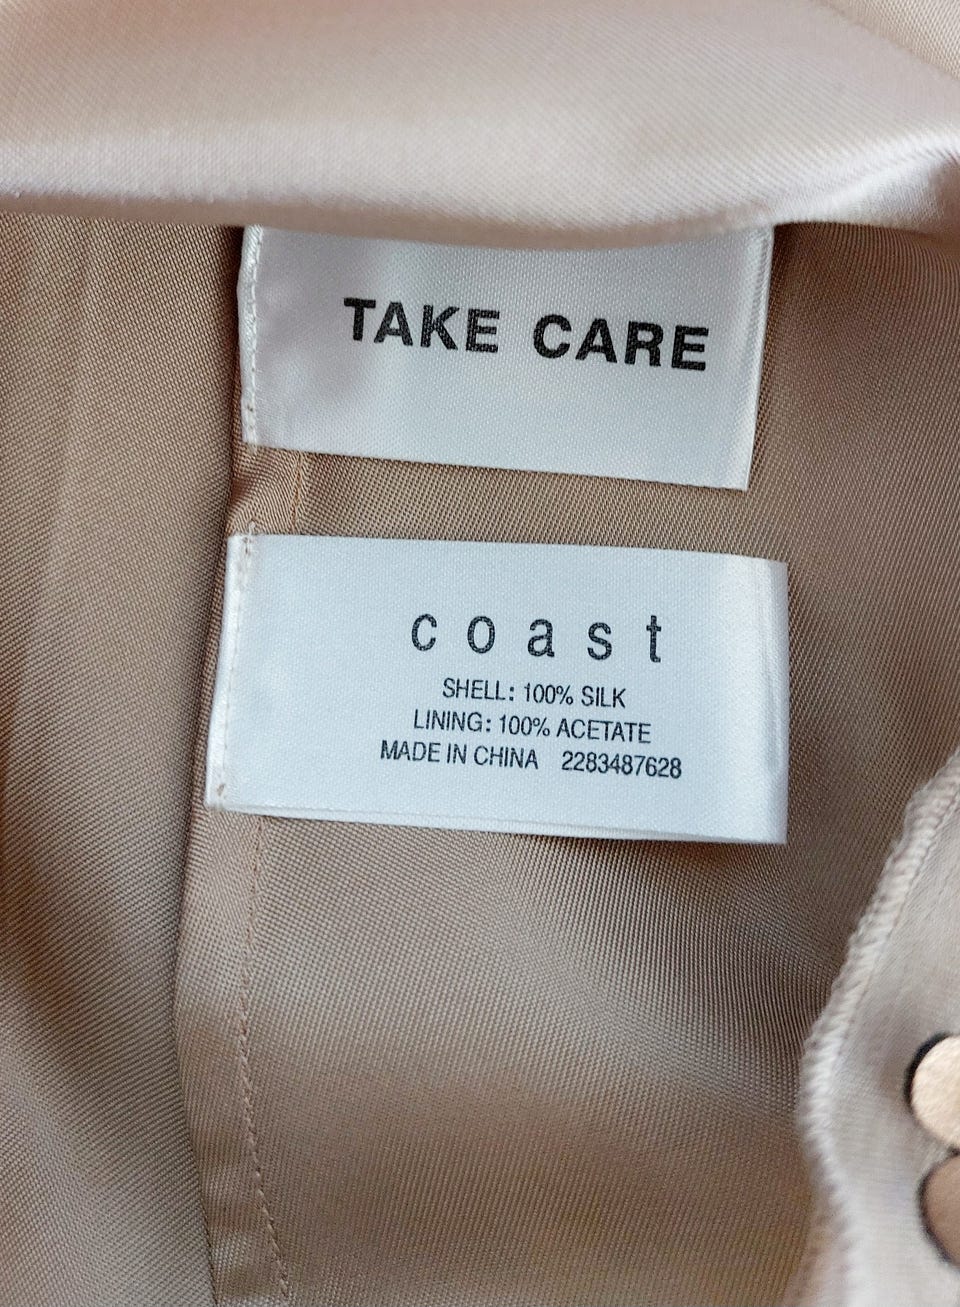 TAKE CARE
coast
SHELL: 100% SILK
LINING: 100% ACETATE
MADE IN CHINA 2283487628